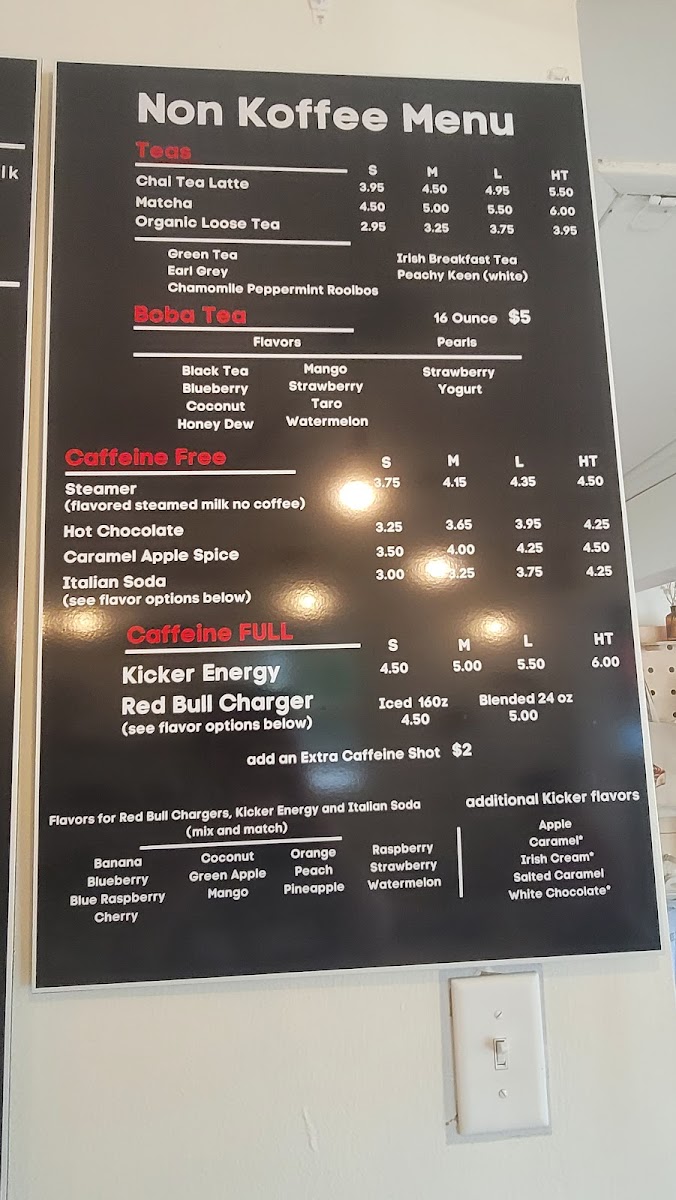 lk
Non Koffee Menu
Teas
S M L HT
Chai Tea Latte 3.95 4.50 4.95 5.50
Matcha 4.50 5.00 5.50 6.00
Organic Loose Tea 2.95 3.25 3.75 3.95
Green Tea Irish Breakfast Tea
Earl Grey Peachy Keen (white)
Chamomile Peppermint Rooibos
Boba Tea 16 Ounce $5
Flavors Pearls
Black Tea Mango Strawberry
Blueberry Strawberry Yogurt
Coconut Taro
Honey Dew Watermelon
Caffeine Free S M L HT
Steamer 3.75 4.15 4.35 4.50
(flavored steamed milk no coffee)
Hot Chocolate 3.25 3.65 3.95 4.25
Caramel Apple Spice 3.50 4.00 4.25 4.50
Italian Soda 3.00 3.25 3.75 4.25
(see flavor options below)
Caffeine FULL S M L HT
Kicker Energy 4.50 5.00 5.50 6.00
Red Bull Charger Iced 16oz Blended 24 oz
(see flavor options below) 4.50 5.00
add an Extra Caffeine Shot $2
Flavors for Red Bull Chargers, Kicker Energy and Italian Soda
(mix and match)
Banana Coconut Orange Raspberry
Blueberry Green Apple Peach Strawberry
Blue Raspberry Mango Pineapple Watermelon
Cherry
additional Kicker flavors
Apple
Caramel*
Irish Cream*
Salted Caramel
White Chocolate*